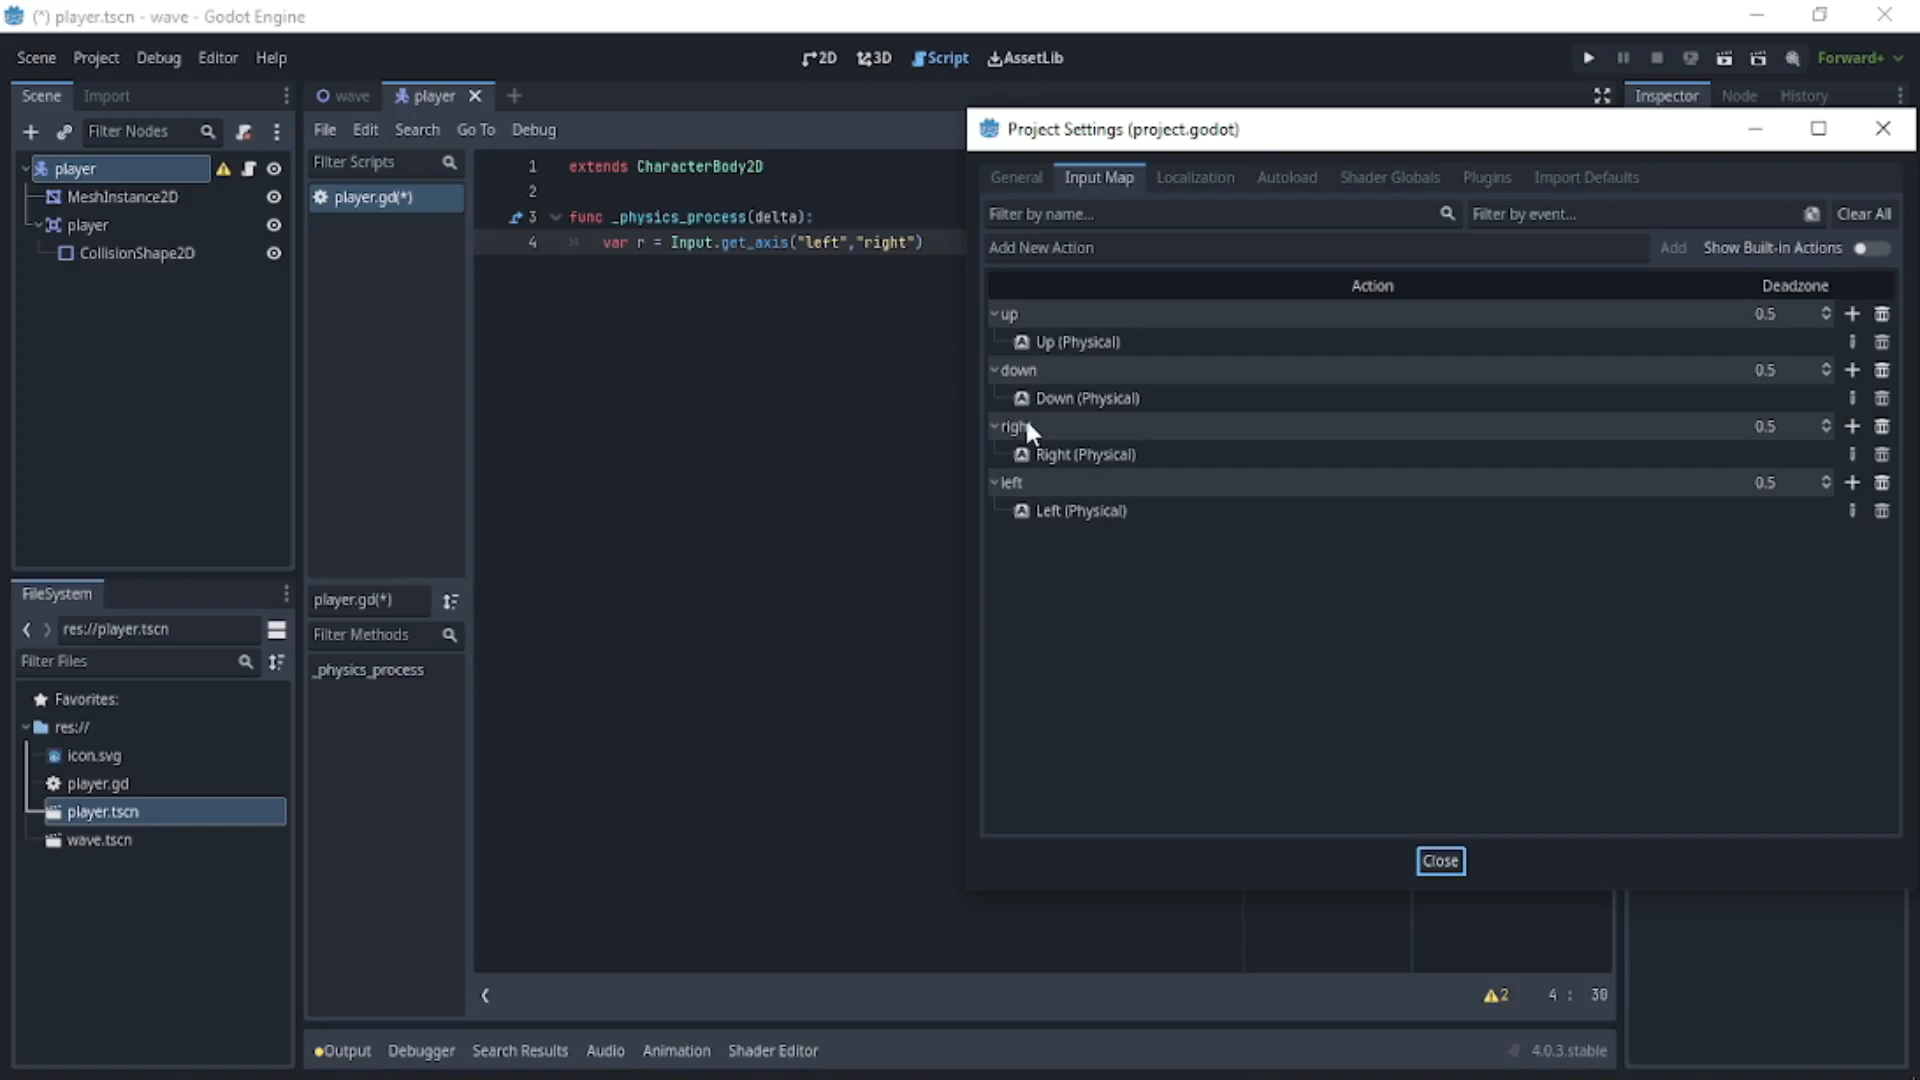 (*) player.tscn - wave - Godot Engine
Scene Project Debug Editor Help
2D 3D Script AssetLib
Forward+
Scene Import
wave player
Inspector Node History
Filter Nodes
File Edit Search Go To Debug
Project Settings (project.godot)
player
MeshInstance2D
player
CollisionShape2D
Filter Scripts
player.gd(*)
1 extends CharacterBody2D
2
3 func _physics_process(delta):
4 var r = Input.get_axis("left","right")
General Input Map Localization Autoload Shader Globals Plugins Import Defaults
Filter by name... Filter by event... Clear All
Add New Action Add Show Built-in Actions
Action Deadzone
up 0.5
Up (Physical)
down 0.5
Down (Physical)
right 0.5
Right (Physical)
left 0.5
Left (Physical)
Close
FileSystem
res://player.tscn
Filter Files
Favorites:
res://
icon.svg
player.gd
player.tscn
wave.tscn
player.gd(*)
Filter Methods
_physics_process
2 4 : 30
Output Debugger Search Results Audio Animation Shader Editor 4.0.3.stable